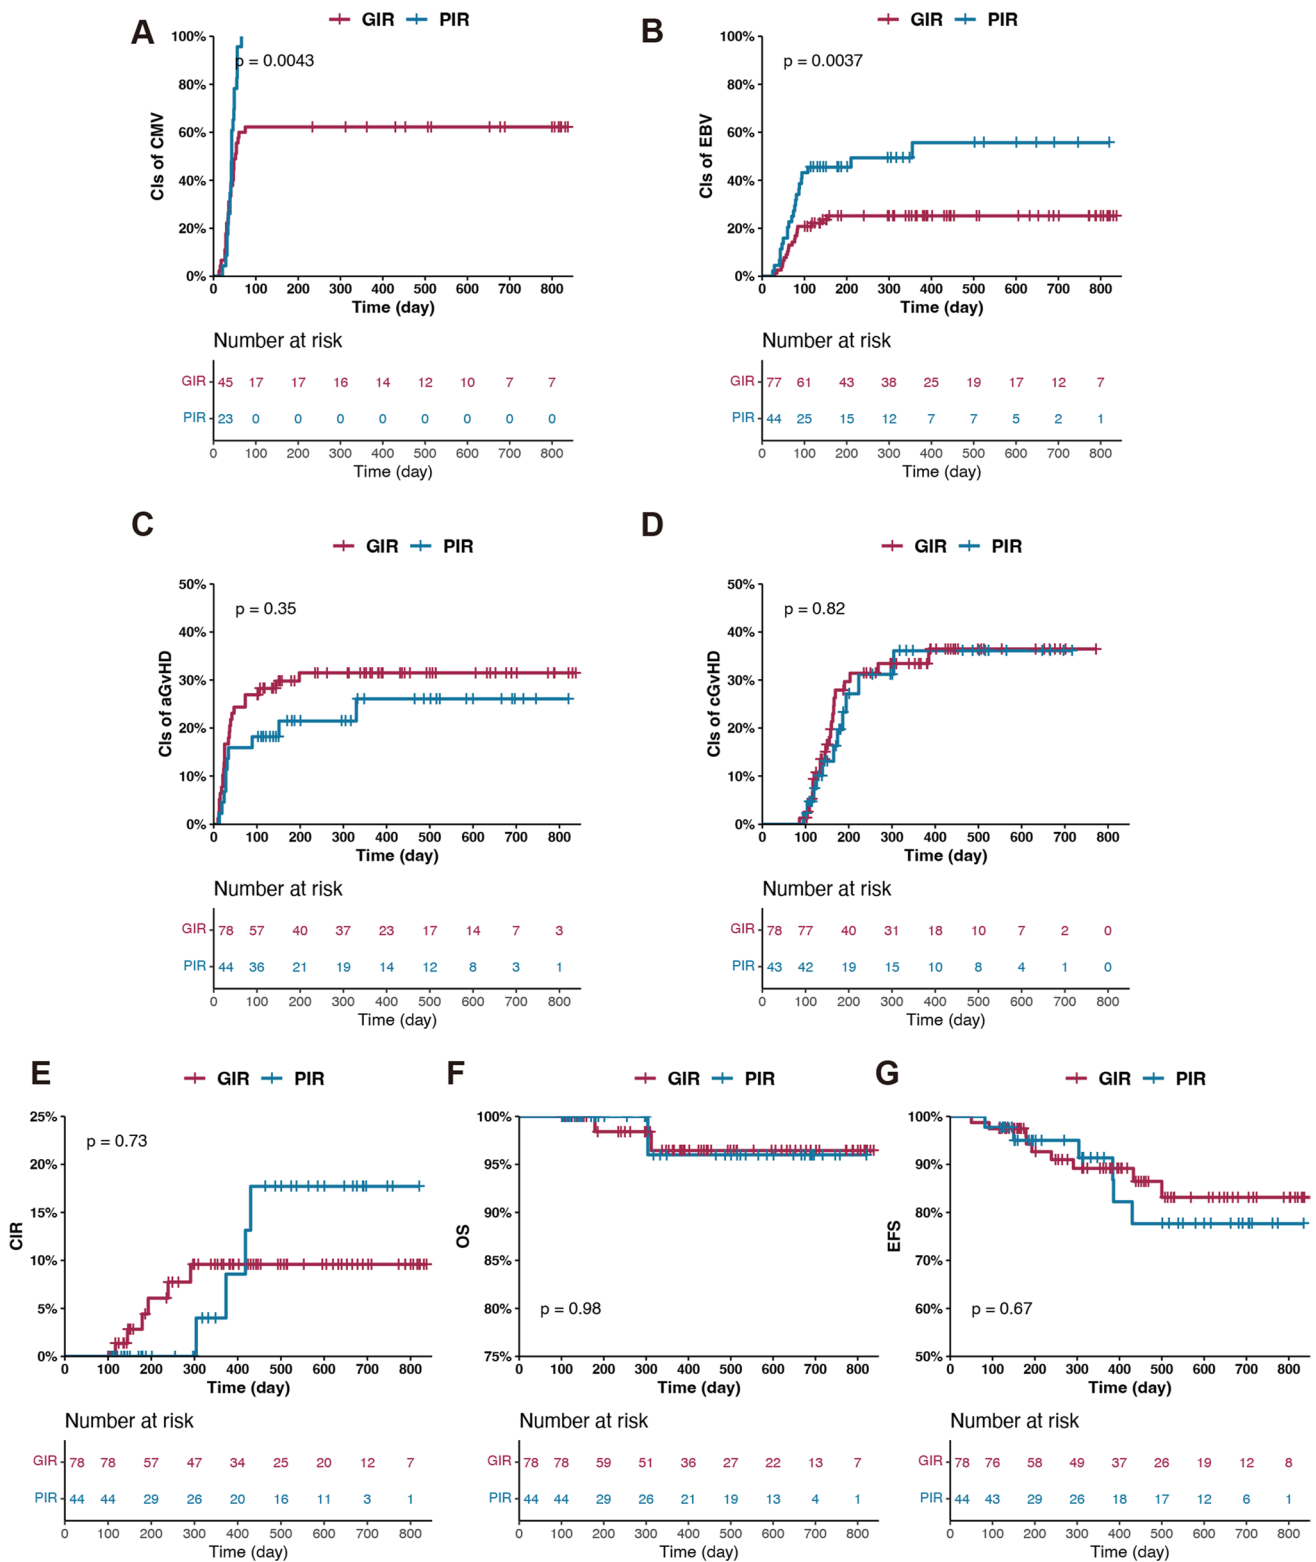 A
GIR PIR
100%
80%
60%
40%
20%
0%
CIs of CMV
p = 0.0043
0 100 200 300 400 500 600 700 800
Time (day)
Number at risk
GIR 45 17 17 16 14 12 10 7 7
PIR 23 0 0 0 0 0 0 0 0
0 100 200 300 400 500 600 700 800
Time (day)
B
GIR PIR
100%
80%
60%
40%
20%
0%
CIs of EBV
p = 0.0037
0 100 200 300 400 500 600 700 800
Time (day)
Number at risk
GIR 77 61 43 38 25 19 17 12 7
PIR 44 25 15 12 7 7 5 2 1
0 100 200 300 400 500 600 700 800
Time (day)
C
GIR PIR
50%
40%
30%
20%
10%
0%
CIs of aGvHD
p = 0.35
0 100 200 300 400 500 600 700 800
Time (day)
Number at risk
GIR 78 57 40 37 23 17 14 7 3
PIR 44 36 21 19 14 12 8 3 1
0 100 200 300 400 500 600 700 800
Time (day)
D
GIR PIR
50%
40%
30%
20%
10%
0%
CIs of cGvHD
p = 0.82
0 100 200 300 400 500 600 700 800
Time (day)
Number at risk
GIR 78 77 40 31 18 10 7 2 0
PIR 43 42 19 15 10 8 4 1 0
0 100 200 300 400 500 600 700 800
Time (day)
E
GIR PIR
25%
20%
15%
10%
5%
0%
CIR
p = 0.73
0 100 200 300 400 500 600 700 800
Time (day)
Number at risk
GIR 78 78 57 47 34 25 20 12 7
PIR 44 44 29 26 20 16 11 3 1
0 100 200 300 400 500 600 700 800
Time (day)
F
GIR PIR
100%
95%
90%
85%
80%
75%
OS
p = 0.98
0 100 200 300 400 500 600 700 800
Time (day)
Number at risk
GIR 78 78 59 51 36 27 22 13 7
PIR 44 44 29 26 21 19 13 4 1
0 100 200 300 400 500 600 700 800
Time (day)
G
GIR PIR
100%
90%
80%
70%
60%
50%
EFS
p = 0.67
0 100 200 300 400 500 600 700 800
Time (day)
Number at risk
GIR 78 76 58 49 37 26 19 12 8
PIR 44 43 29 26 18 17 12 6 1
0 100 200 300 400 500 600 700 800
Time (day)